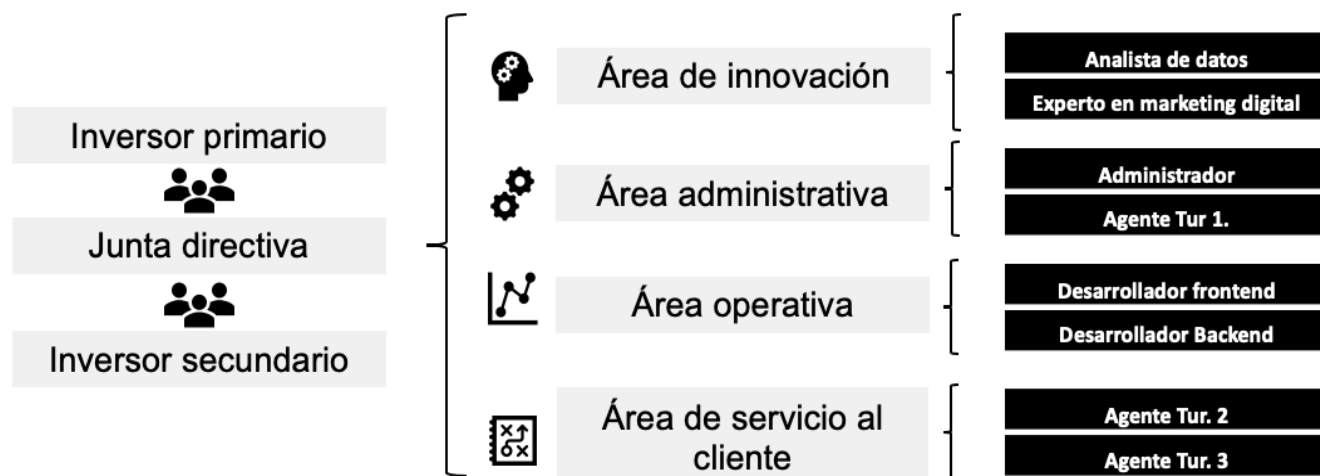 Inversor primario
Junta directiva
Inversor secundario
Área de innovación
Analista de datos
Experto en marketing digital
Área administrativa
Administrador
Agente Tur 1.
Área operativa
Desarrollador frontend
Desarrollador Backend
Área de servicio al
cliente
Agente Tur. 2
Agente Tur. 3